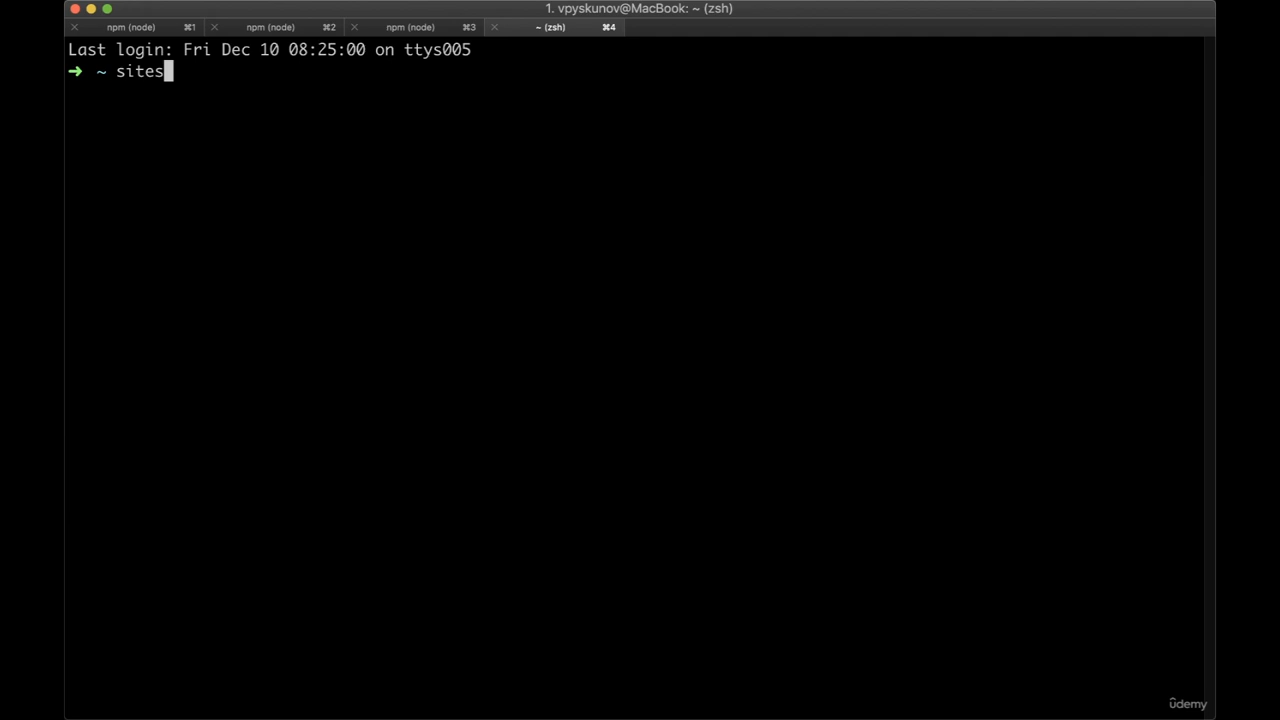 1. vpyskunov@MacBook: ~ (zsh)
npm (node) ⌘1 npm (node) ⌘2 npm (node) ⌘3 ~ (zsh) ⌘4
Last login: Fri Dec 10 08:25:00 on ttys005
➜ ~ sites
ûdemy